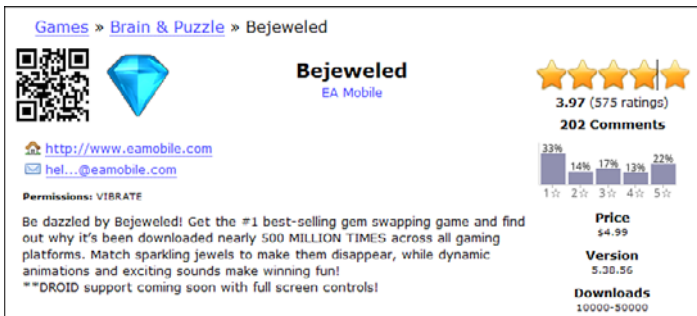 Games » Brain & Puzzle » Bejeweled
Bejeweled
EA Mobile
3.97 (575 ratings)
202 Comments
33% 14% 17% 13% 22%
1☆ 2☆ 3☆ 4☆ 5☆
http://www.eamobile.com
hel...@eamobile.com
Permissions: VIBRATE
Be dazzled by Bejeweled! Get the #1 best-selling gem swapping game and find
out why it's been downloaded nearly 500 MILLION TIMES across all gaming
platforms. Match sparkling jewels to make them disappear, while dynamic
animations and exciting sounds make winning fun!
**DROID support coming soon with full screen controls!
Price
$4.99
Version
5.38.56
Downloads
10000-50000